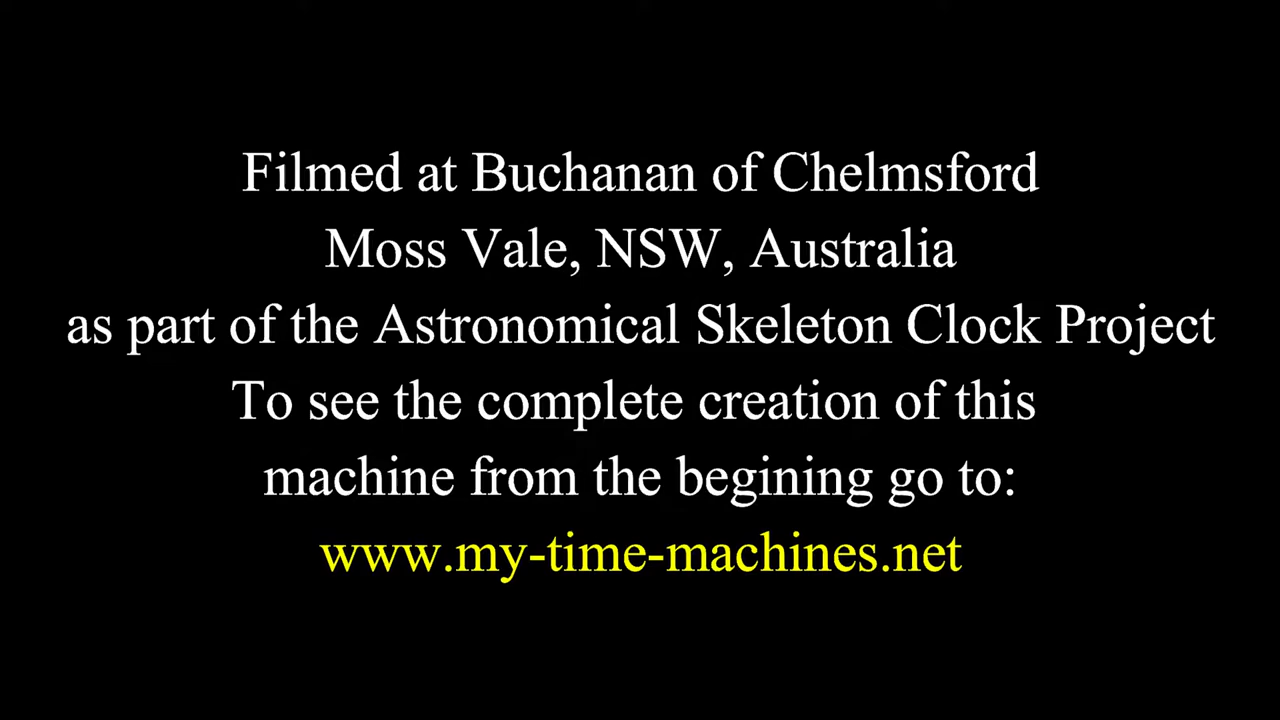 Filmed at Buchanan of Chelmsford
Moss Vale, NSW, Australia
as part of the Astronomical Skeleton Clock Project
To see the complete creation of this
machine from the begining go to:
www.my-time-machines.net